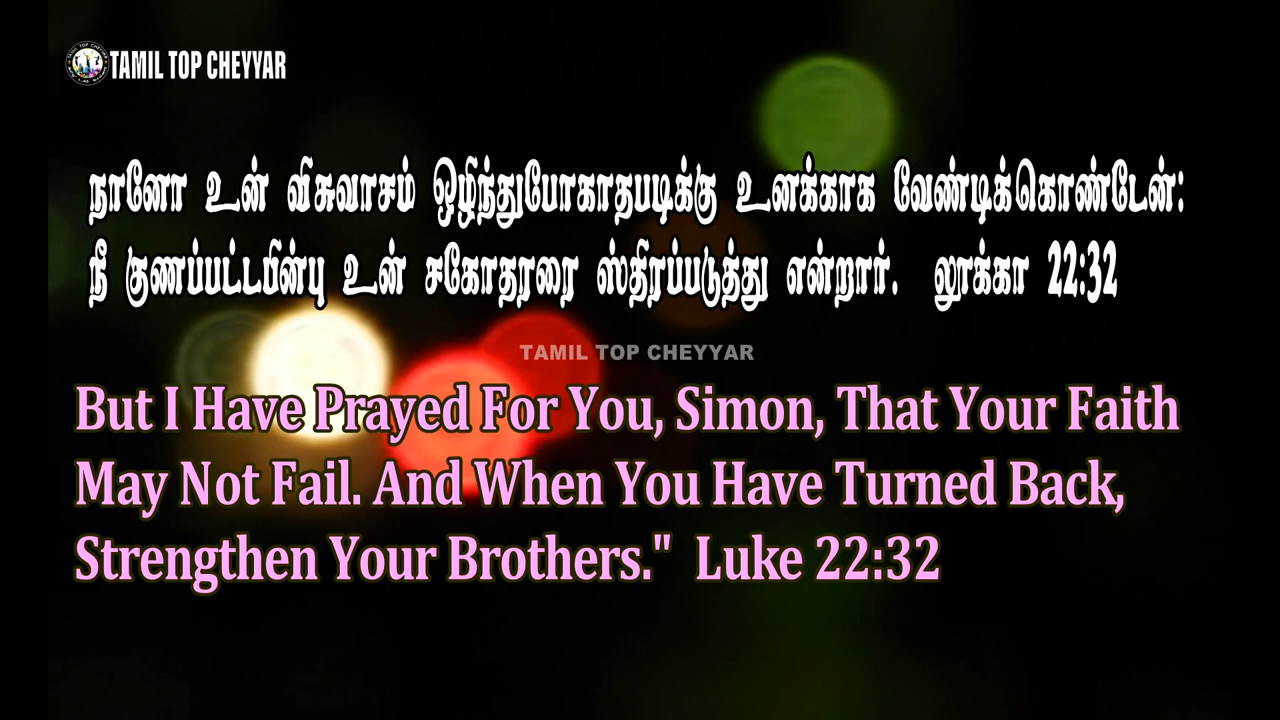 TAMIL TOP CHEYYAR
நானோ உன் விசுவாசம் ஒழிந்துபோகாதபடிக்கு உனக்காக வேண்டிக்கொண்டேன்;
நீ குணப்பட்டபின்பு உன் சகோதரரை ஸ்திரப்படுத்து என்றார். லூக்கா 22:32
TAMIL TOP CHEYYAR
But I Have Prayed For You, Simon, That Your Faith
May Not Fail. And When You Have Turned Back,
Strengthen Your Brothers." Luke 22:32